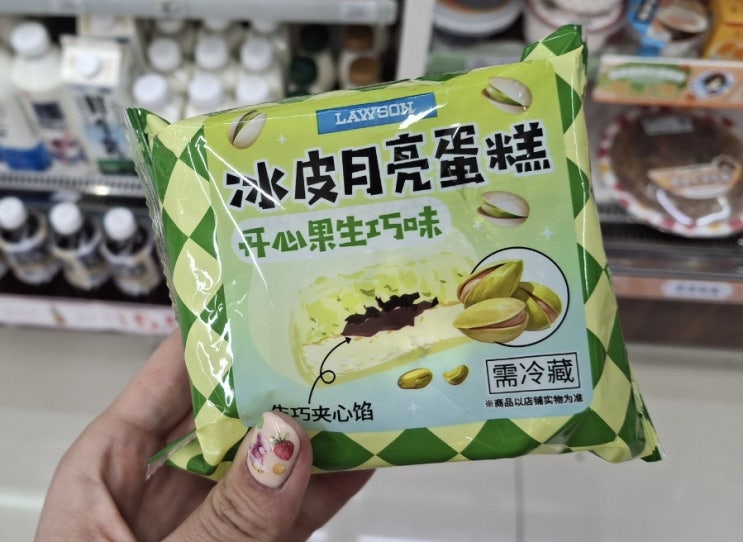 LAWSON
冰皮月亮蛋糕
开心果生巧味
生巧夹心馅
需冷藏
※商品以店铺实物为准